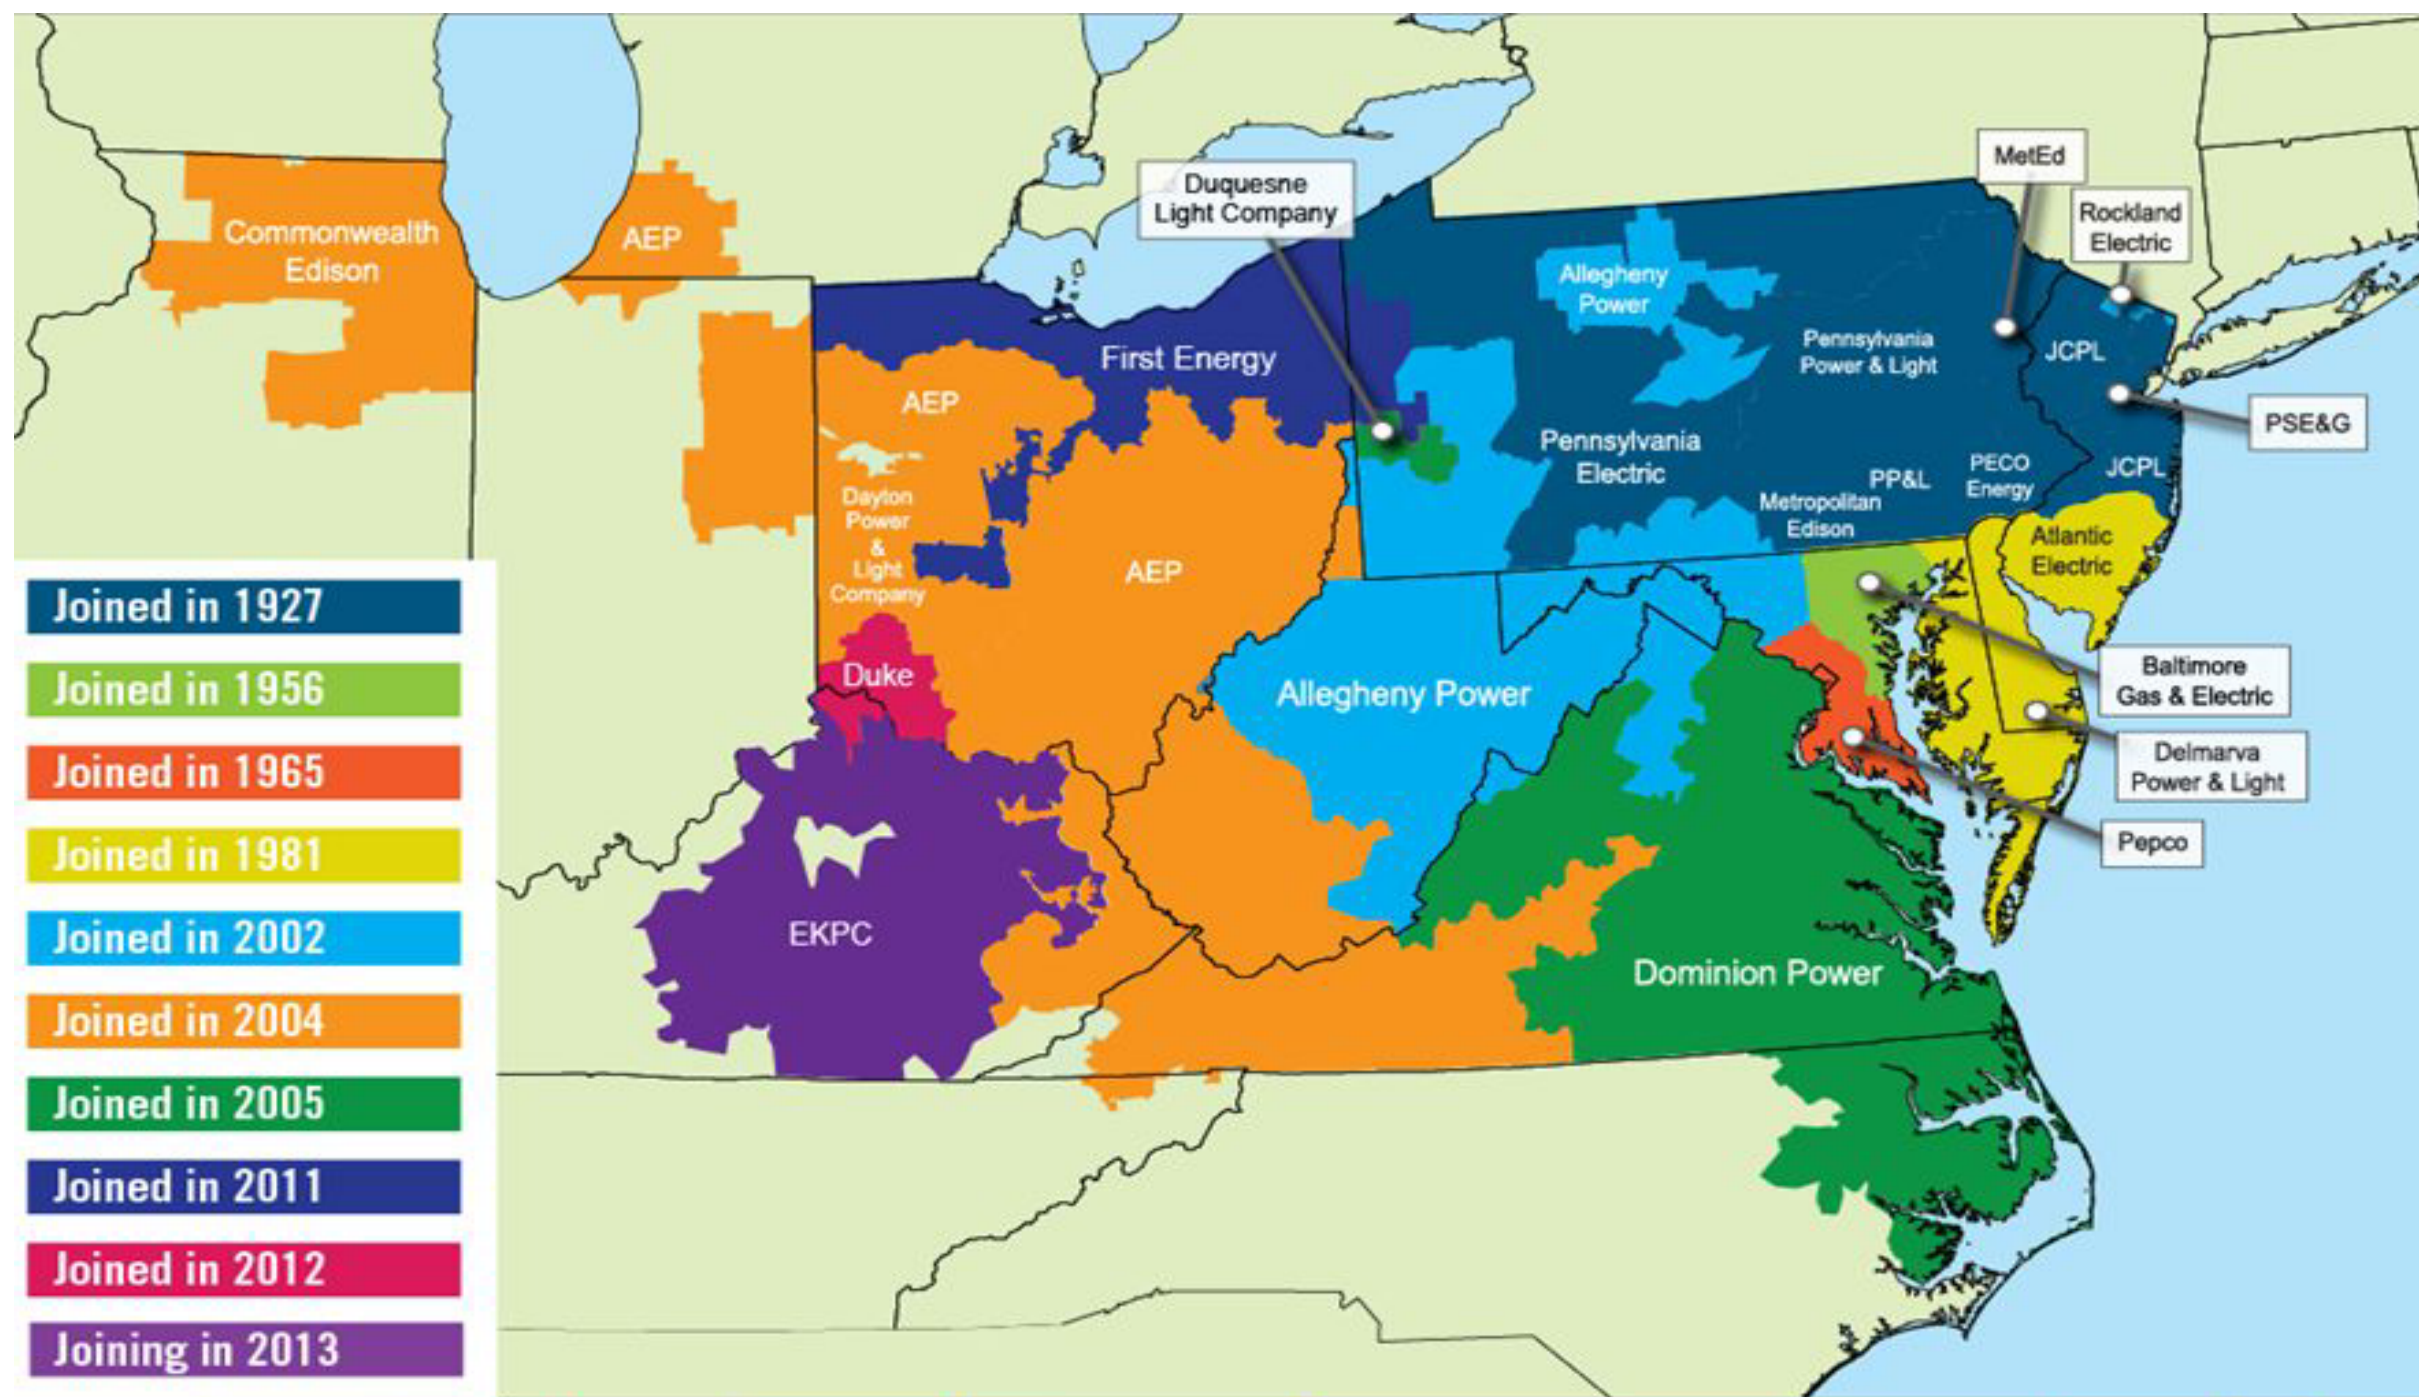 MetEd
Duquesne
Light Company
Rockland
Electric
Commonwealth
Edison
AEP
Allegheny
Power
Pennsylvania
Power & Light
JCPL
First Energy
AEP
PSE&G
Pennsylvania
Electric
PECO
Energy
JCPL
PP&L
Metropolitan
Edison
Dayton
Power
&
Light
Company
AEP
Atlantic
Electric
Duke
Allegheny Power
Baltimore
Gas & Electric
Delmarva
Power & Light
Pepco
EKPC
Dominion Power
Joined in 1927
Joined in 1956
Joined in 1965
Joined in 1981
Joined in 2002
Joined in 2004
Joined in 2005
Joined in 2011
Joined in 2012
Joining in 2013